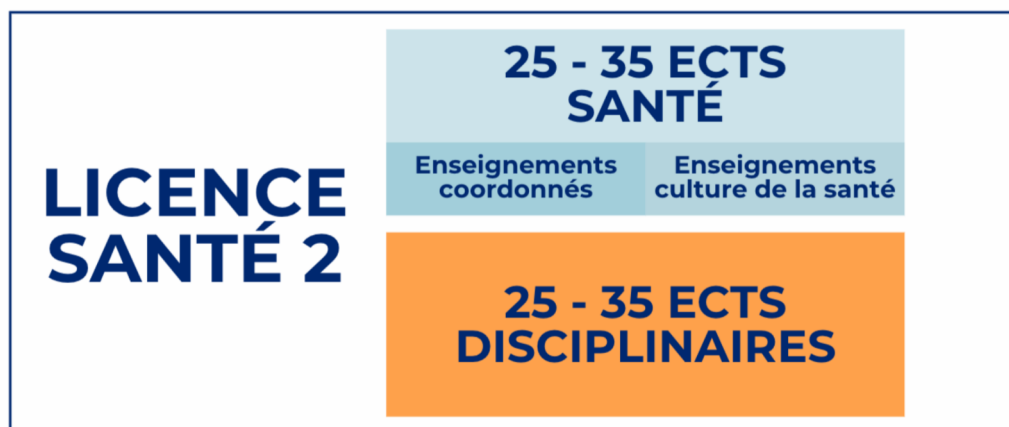 LICENCE
SANTÉ 2
25 - 35 ECTS
SANTÉ
Enseignements
coordonnés
Enseignements
culture de la santé
25 - 35 ECTS
DISCIPLINAIRES